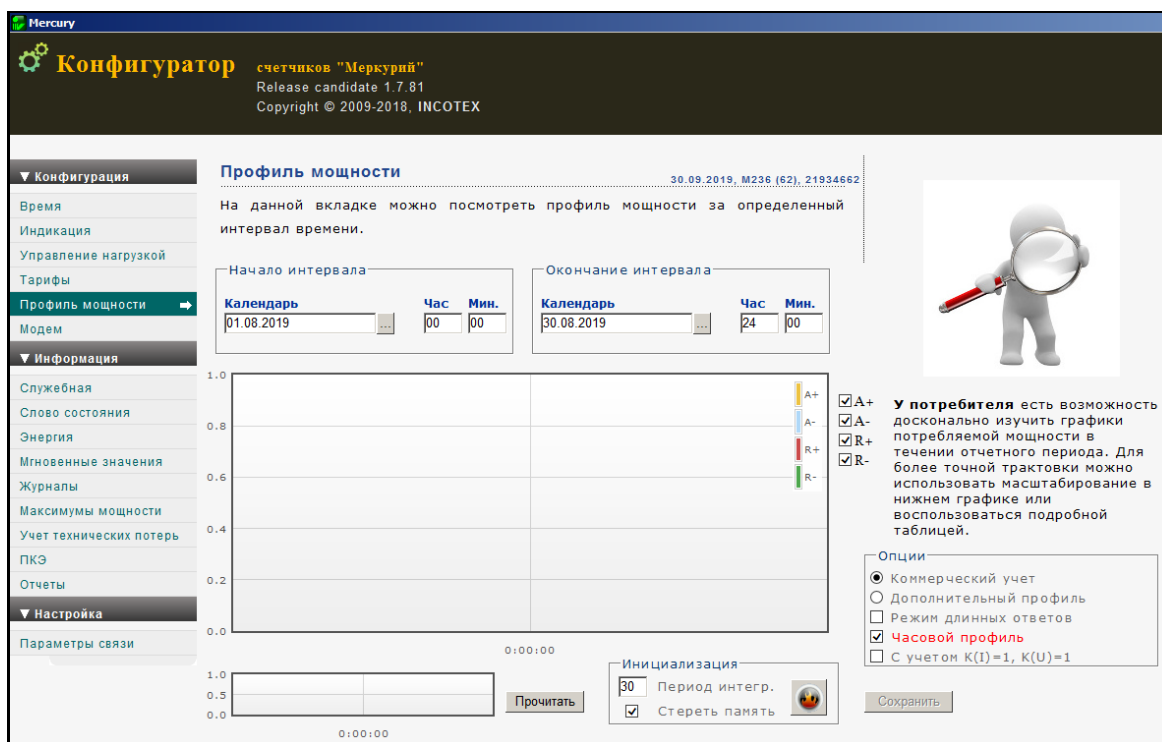 Mercury
Конфигуратор счетчиков "Меркурий"
Release candidate 1.7.81
Copyright © 2009-2018, INCOTEX
▼ Конфигурация
Время
Индикация
Управление нагрузкой
Тарифы
Профиль мощности
Модем
▼ Информация
Служебная
Слово состояния
Энергия
Мгновенные значения
Журналы
Максимумы мощности
Учет технических потерь
ПКЭ
Отчеты
▼ Настройка
Параметры связи
Профиль мощности
30.09.2019, M236 (62), 21934662
На данной вкладке можно посмотреть профиль мощности за определенный
интервал времени.
Начало интервала
Календарь Час Мин.
01.08.2019 ... 00 00
Окончание интервала
Календарь Час Мин.
30.08.2019 ... 24 00
1.0
0.8
0.6
0.4
0.2
0.0
0:00:00
A+
A-
R+
R-
A+
A-
R+
R-
1.0
0.5
0.0
0:00:00
Прочитать
Инициализация
30 Период интегр.
Стереть память
У потребителя есть возможность
досконально изучить графики
потребляемой мощности в
течении отчетного периода. Для
более точной трактовки можно
использовать масштабирование в
нижнем графике или
воспользоваться подробной
таблицей.
Опции
Коммерческий учет
Дополнительный профиль
Режим длинных ответов
Часовой профиль
С учетом K(I)=1, K(U)=1
Сохранить